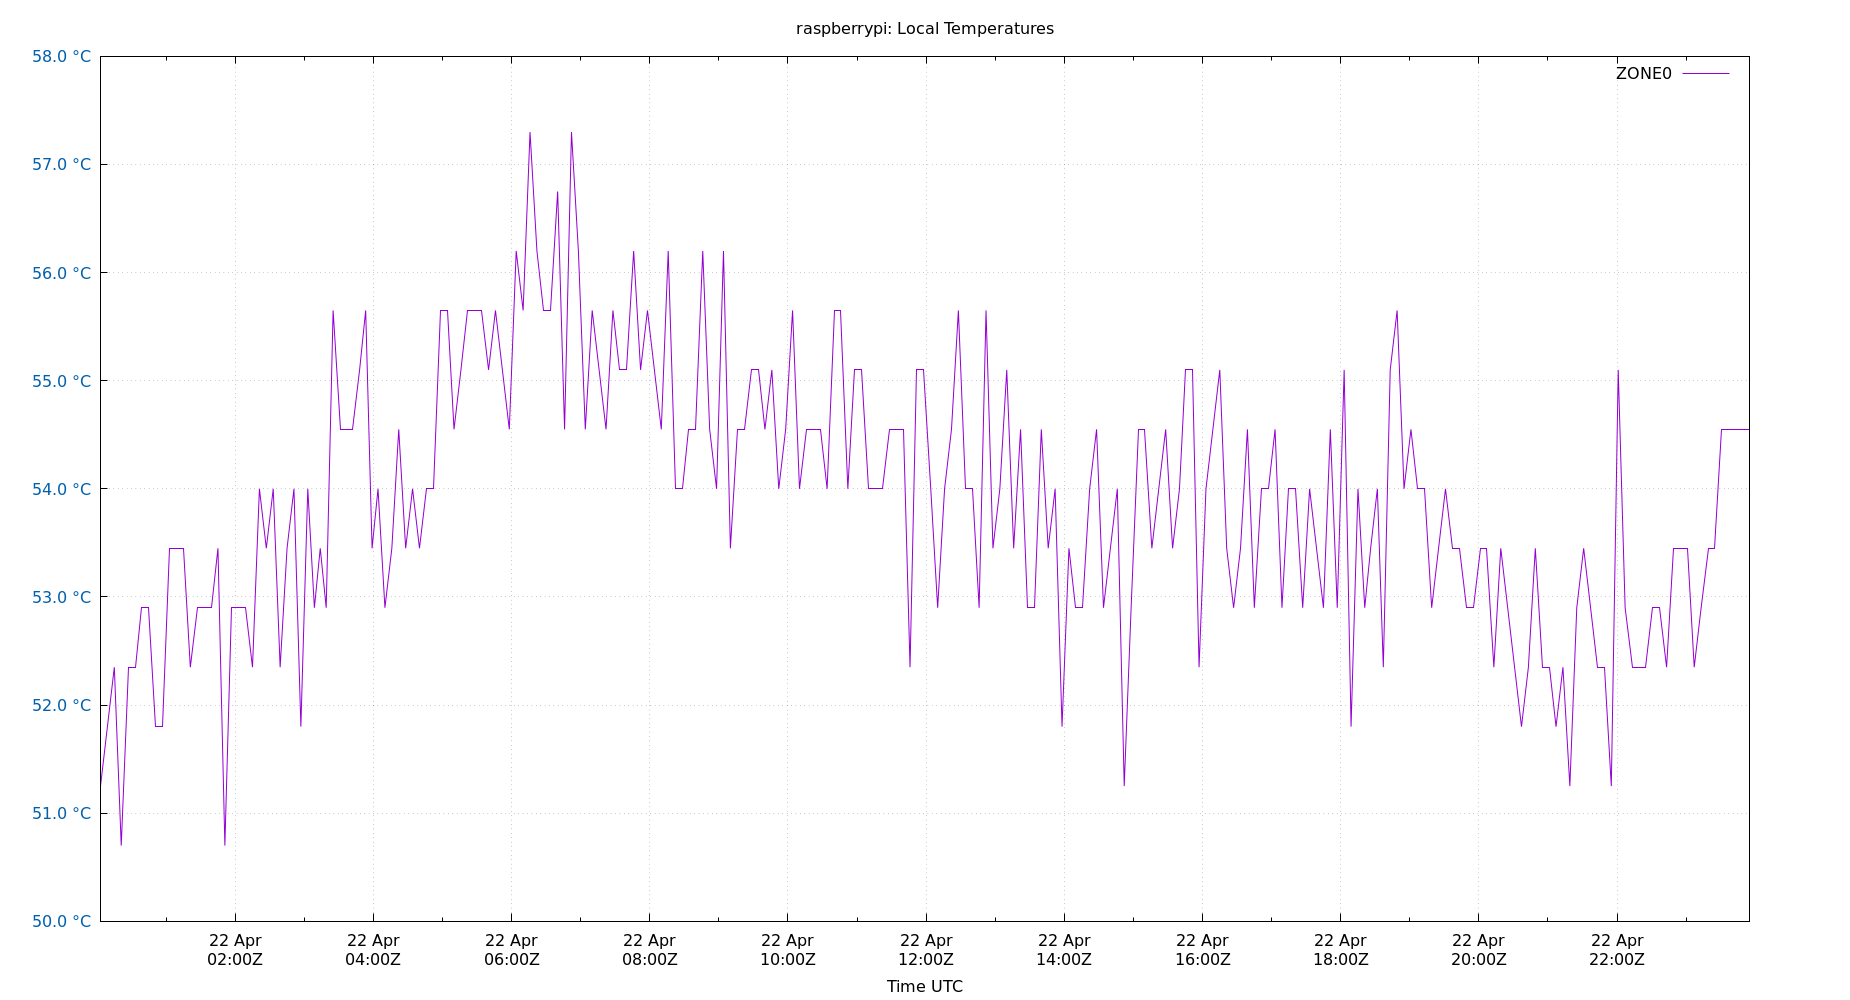 raspberrypi: Local Temperatures
ZONE0
58.0 °C
57.0 °C
56.0 °C
55.0 °C
54.0 °C
53.0 °C
52.0 °C
51.0 °C
50.0 °C
22 Apr 22 Apr 22 Apr 22 Apr 22 Apr 22 Apr 22 Apr 22 Apr 22 Apr 22 Apr 22 Apr
02:00Z 04:00Z 06:00Z 08:00Z 10:00Z 12:00Z 14:00Z 16:00Z 18:00Z 20:00Z 22:00Z
Time UTC